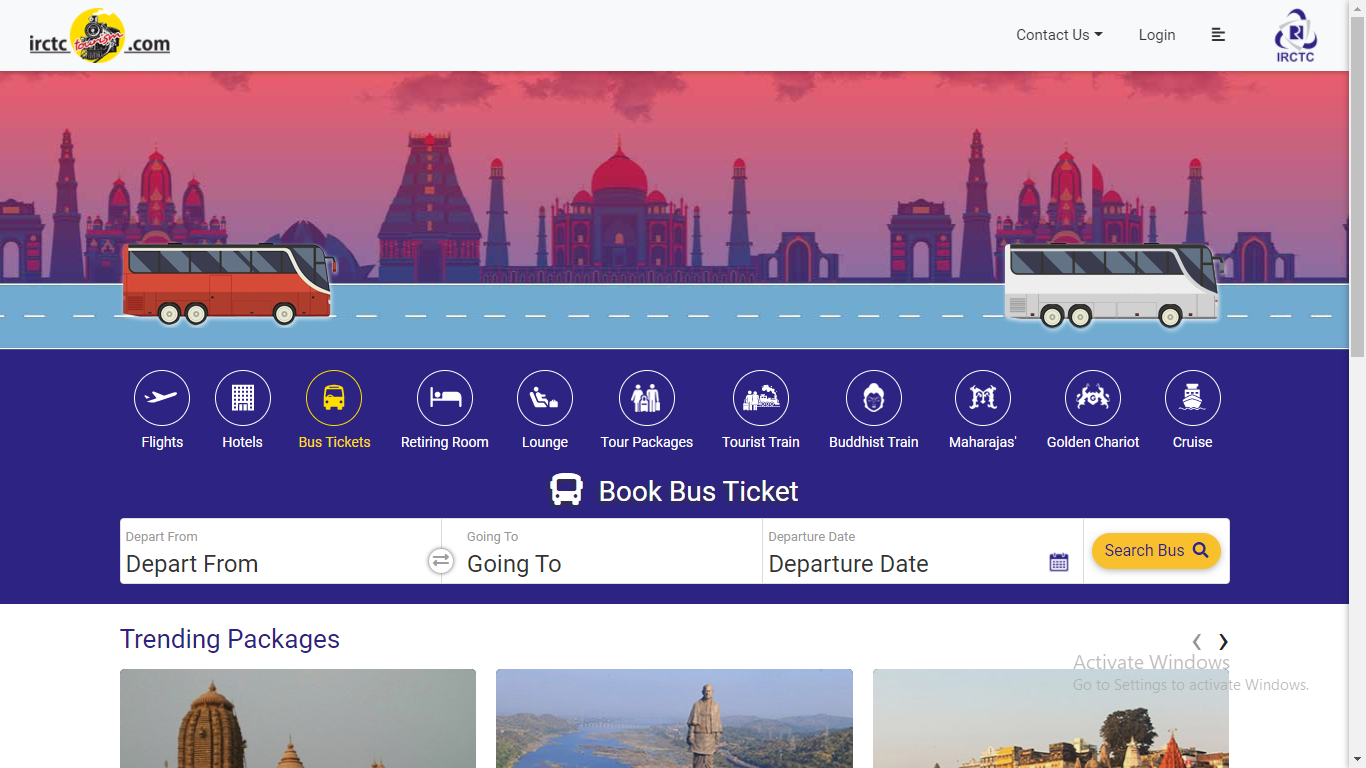 irctc tourism .com
Contact Us
Login
IRCTC
Flights
Hotels
Bus Tickets
Retiring Room
Lounge
Tour Packages
Tourist Train
Buddhist Train
Maharajas'
Golden Chariot
Cruise
Book Bus Ticket
Depart From
Depart From
Going To
Going To
Departure Date
Departure Date
Search Bus
Trending Packages
Activate Windows
Go to Settings to activate Windows.